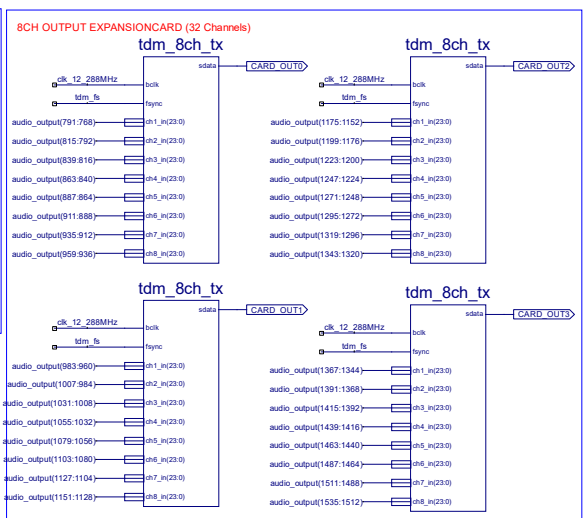 8CH OUTPUT EXPANSIONCARD (32 Channels)
tdm_8ch_tx
sdata
CARD_OUT0
clk_12_288MHz
bclk
tdm_fs
fsync
audio_output(791:768)
ch1_in(23:0)
audio_output(815:792)
ch2_in(23:0)
audio_output(839:816)
ch3_in(23:0)
audio_output(863:840)
ch4_in(23:0)
audio_output(887:864)
ch5_in(23:0)
audio_output(911:888)
ch6_in(23:0)
audio_output(935:912)
ch7_in(23:0)
audio_output(959:936)
ch8_in(23:0)
tdm_8ch_tx
sdata
CARD_OUT2
clk_12_288MHz
bclk
tdm_fs
fsync
audio_output(1175:1152)
ch1_in(23:0)
audio_output(1199:1176)
ch2_in(23:0)
audio_output(1223:1200)
ch3_in(23:0)
audio_output(1247:1224)
ch4_in(23:0)
audio_output(1271:1248)
ch5_in(23:0)
audio_output(1295:1272)
ch6_in(23:0)
audio_output(1319:1296)
ch7_in(23:0)
audio_output(1343:1320)
ch8_in(23:0)
tdm_8ch_tx
sdata
CARD_OUT1
clk_12_288MHz
bclk
tdm_fs
fsync
audio_output(983:960)
ch1_in(23:0)
audio_output(1007:984)
ch2_in(23:0)
audio_output(1031:1008)
ch3_in(23:0)
audio_output(1055:1032)
ch4_in(23:0)
audio_output(1079:1056)
ch5_in(23:0)
audio_output(1103:1080)
ch6_in(23:0)
audio_output(1127:1104)
ch7_in(23:0)
audio_output(1151:1128)
ch8_in(23:0)
tdm_8ch_tx
sdata
CARD_OUT3
clk_12_288MHz
bclk
tdm_fs
fsync
audio_output(1367:1344)
ch1_in(23:0)
audio_output(1391:1368)
ch2_in(23:0)
audio_output(1415:1392)
ch3_in(23:0)
audio_output(1439:1416)
ch4_in(23:0)
audio_output(1463:1440)
ch5_in(23:0)
audio_output(1487:1464)
ch6_in(23:0)
audio_output(1511:1488)
ch7_in(23:0)
audio_output(1535:1512)
ch8_in(23:0)